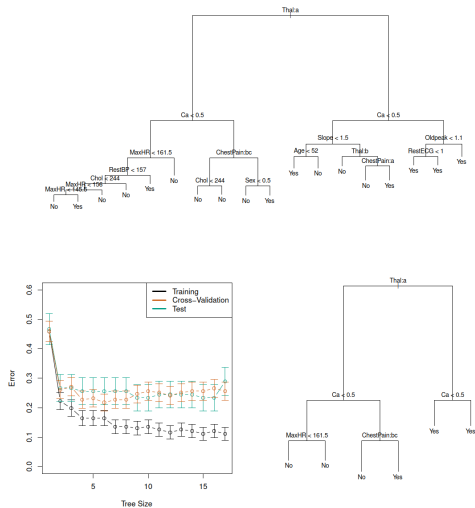 Thal:a
Ca < 0.5
Ca < 0.5
Slope < 1.5
Oldpeak < 1.1
MaxHR < 161.5
ChestPain:bc
Age < 52
Thal:b
RestECG < 1
ChestPain:a
Yes
RestBP < 157
No
Yes
No
No
No
Yes
Chol < 244
Chol < 244
Sex < 0.5
No
Yes
MaxHR < 156
Yes
MaxHR < 145.5
No
No
No
No
No
Yes
No
Yes
0.6
Training
Cross−Validation
Test
0.5
0.4
0.3
0.2
0.1
0.0
Error
5
10
15
Tree Size
Thal:a
Ca < 0.5
Ca < 0.5
Yes
Yes
MaxHR < 161.5
ChestPain:bc
No
No
No
Yes